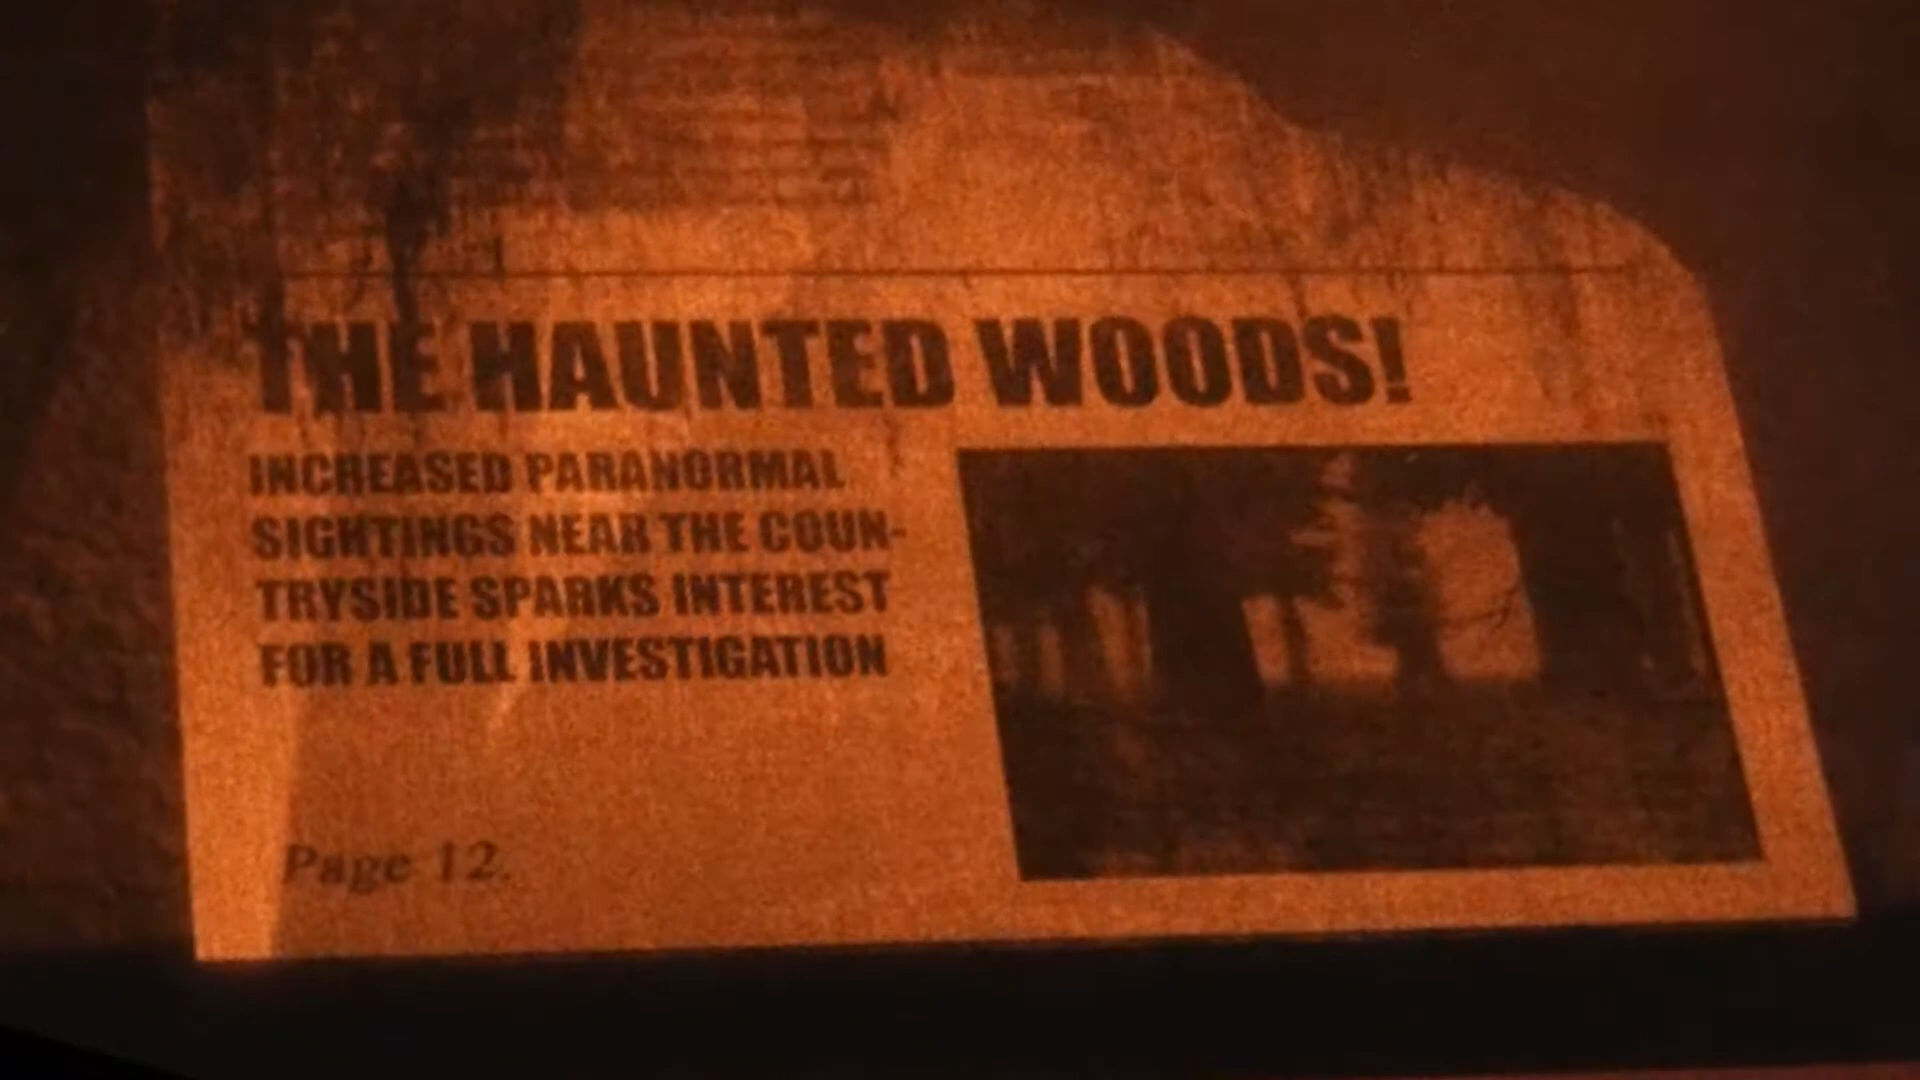 THE HAUNTED WOODS!
INCREASED PARANORMAL
SIGHTINGS NEAR THE COUN-
TRYSIDE SPARKS INTEREST
FOR A FULL INVESTIGATION
Page 12.